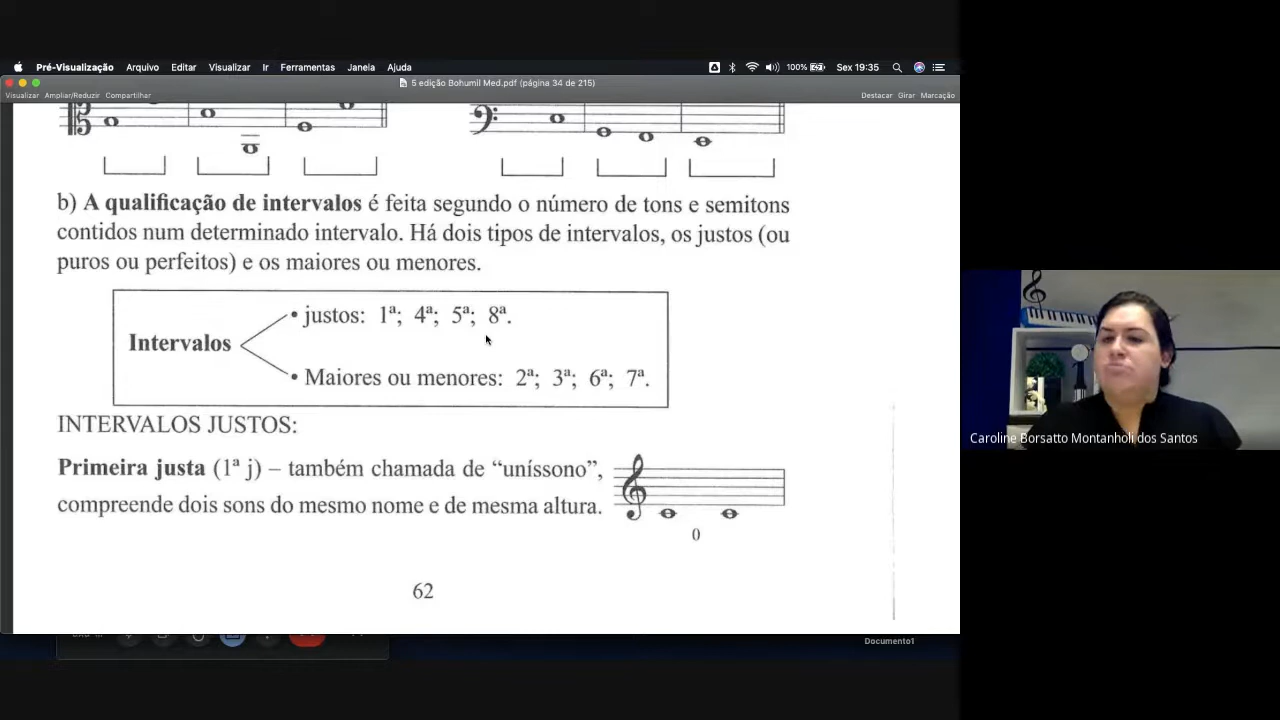 Pré-Visualização Arquivo Editar Visualizar Ir Ferramentas Janela Ajuda 100% Sex 19:35
5 edição Bohumil Med.pdf (página 34 de 215)
Visualizar Ampliar/Reduzir Compartilhar Destacar Girar Marcação
b) A qualificação de intervalos é feita segundo o número de tons e semitons
contidos num determinado intervalo. Há dois tipos de intervalos, os justos (ou
puros ou perfeitos) e os maiores ou menores.
• justos: 1ª; 4ª; 5ª; 8ª.
Intervalos
• Maiores ou menores: 2ª; 3ª; 6ª; 7ª.
INTERVALOS JUSTOS:
Primeira justa (1ª j) – também chamada de “uníssono”,
compreende dois sons do mesmo nome e de mesma altura.
0
62
Documento1
Caroline Borsatto Montanholi dos Santos